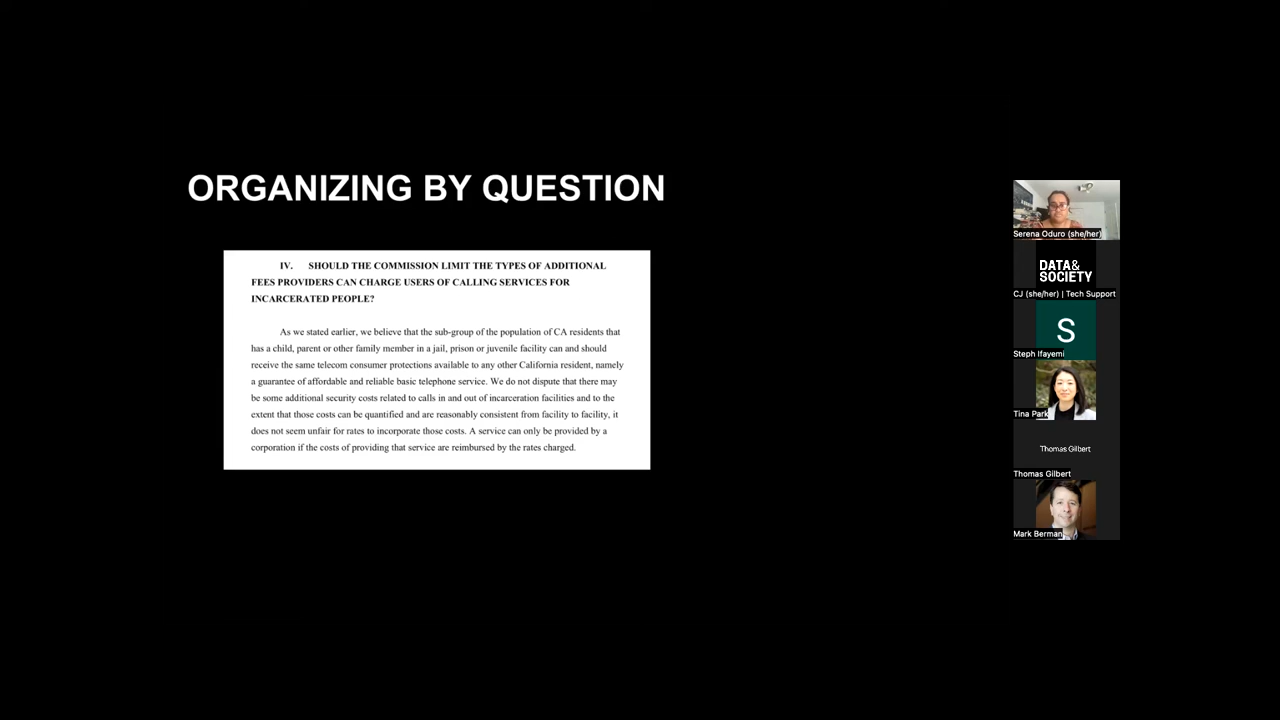 ORGANIZING BY QUESTION
IV. SHOULD THE COMMISSION LIMIT THE TYPES OF ADDITIONAL
FEES PROVIDERS CAN CHARGE USERS OF CALLING SERVICES FOR
INCARCERATED PEOPLE?
As we stated earlier, we believe that the sub-group of the population of CA residents that
has a child, parent or other family member in a jail, prison or juvenile facility can and should
receive the same telecom consumer protections available to any other California resident, namely
a guarantee of affordable and reliable basic telephone service. We do not dispute that there may
be some additional security costs related to calls in and out of incarceration facilities and to the
extent that those costs can be quantified and are reasonably consistent from facility to facility, it
does not seem unfair for rates to incorporate those costs. A service can only be provided by a
corporation if the costs of providing that service are reimbursed by the rates charged.
Serena Oduro (she/her)
DATA&
SOCIETY
CJ (she/her) | Tech Support
S
Steph Ifayemi
Tina Park
Thomas Gilbert
Thomas Gilbert
Mark Berman